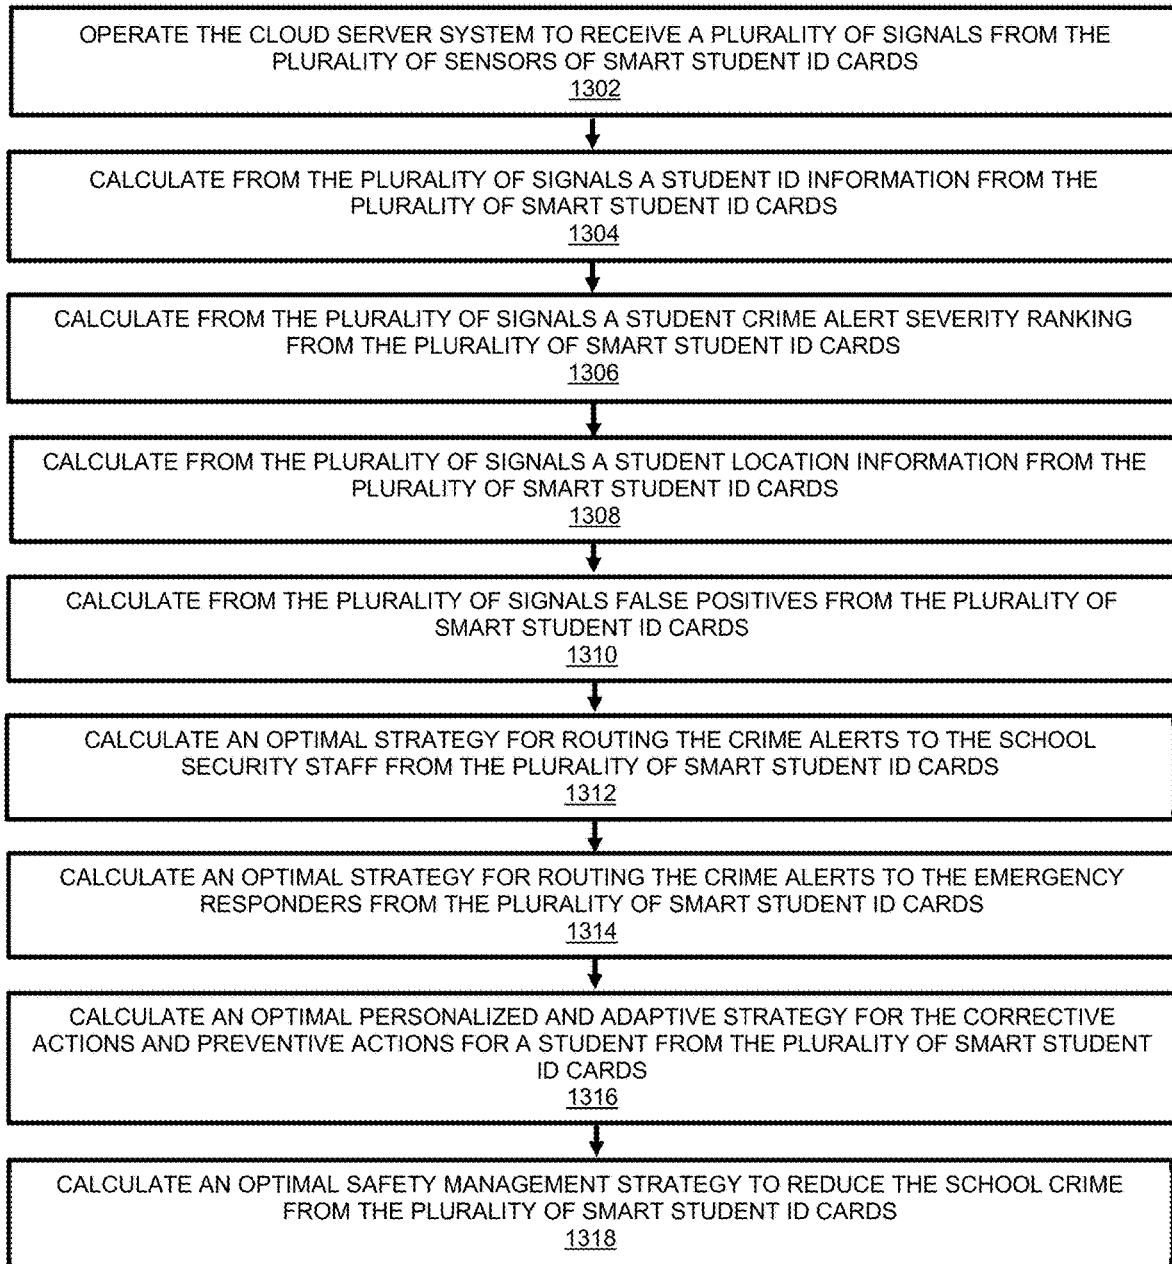 OPERATE THE CLOUD SERVER SYSTEM TO RECEIVE A PLURALITY OF SIGNALS FROM THE
PLURALITY OF SENSORS OF SMART STUDENT ID CARDS
1302
CALCULATE FROM THE PLURALITY OF SIGNALS A STUDENT ID INFORMATION FROM THE
PLURALITY OF SMART STUDENT ID CARDS
1304
CALCULATE FROM THE PLURALITY OF SIGNALS A STUDENT CRIME ALERT SEVERITY RANKING
FROM THE PLURALITY OF SMART STUDENT ID CARDS
1306
CALCULATE FROM THE PLURALITY OF SIGNALS A STUDENT LOCATION INFORMATION FROM THE
PLURALITY OF SMART STUDENT ID CARDS
1308
CALCULATE FROM THE PLURALITY OF SIGNALS FALSE POSITIVES FROM THE PLURALITY OF
SMART STUDENT ID CARDS
1310
CALCULATE AN OPTIMAL STRATEGY FOR ROUTING THE CRIME ALERTS TO THE SCHOOL
SECURITY STAFF FROM THE PLURALITY OF SMART STUDENT ID CARDS
1312
CALCULATE AN OPTIMAL STRATEGY FOR ROUTING THE CRIME ALERTS TO THE EMERGENCY
RESPONDERS FROM THE PLURALITY OF SMART STUDENT ID CARDS
1314
CALCULATE AN OPTIMAL PERSONALIZED AND ADAPTIVE STRATEGY FOR THE CORRECTIVE
ACTIONS AND PREVENTIVE ACTIONS FOR A STUDENT FROM THE PLURALITY OF SMART STUDENT
ID CARDS
1316
CALCULATE AN OPTIMAL SAFETY MANAGEMENT STRATEGY TO REDUCE THE SCHOOL CRIME
FROM THE PLURALITY OF SMART STUDENT ID CARDS
1318